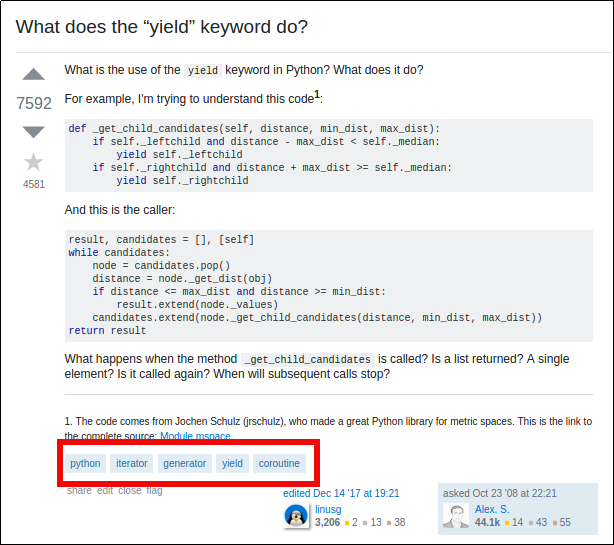 What does the “yield” keyword do?
7592
4581
What is the use of the yield keyword in Python? What does it do?
For example, I'm trying to understand this code1:
def _get_child_candidates(self, distance, min_dist, max_dist):
    if self._leftchild and distance - max_dist < self._median:
        yield self._leftchild
    if self._rightchild and distance + max_dist >= self._median:
        yield self._rightchild
And this is the caller:
result, candidates = [], [self]
while candidates:
    node = candidates.pop()
    distance = node._get_dist(obj)
    if distance <= max_dist and distance >= min_dist:
        result.extend(node._values)
    candidates.extend(node._get_child_candidates(distance, min_dist, max_dist))
return result
What happens when the method _get_child_candidates is called? Is a list returned? A single
element? Is it called again? When will subsequent calls stop?
1. The code comes from Jochen Schulz (jrschulz), who made a great Python library for metric spaces. This is the link to
the complete source: Module mspace.
python iterator generator yield coroutine
share edit close flag
edited Dec 14 '17 at 19:21
linusg
3,206 2 13 38
asked Oct 23 '08 at 22:21
Alex. S.
44.1k 14 43 55